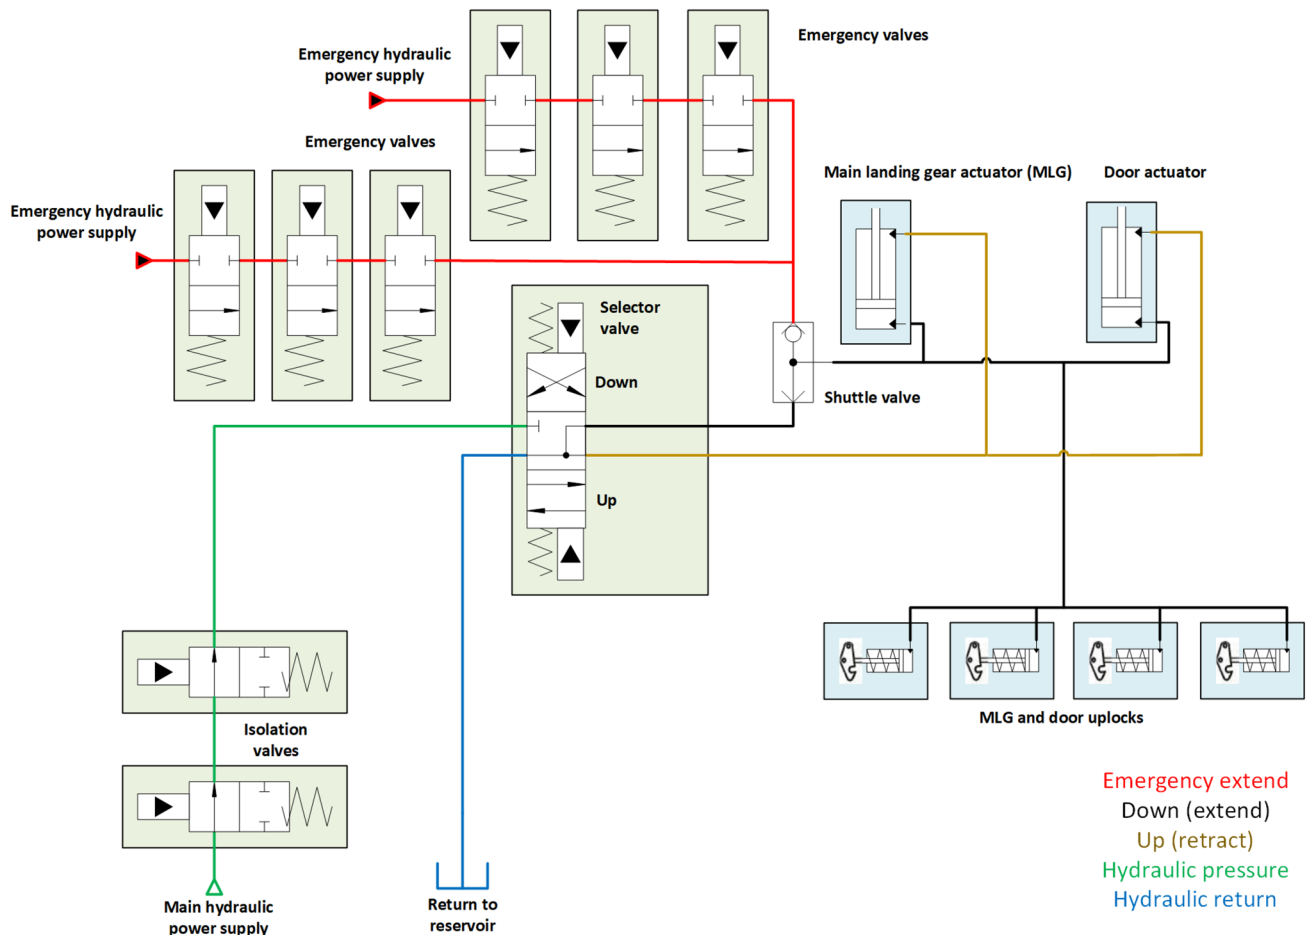 Emergency valves
Emergency hydraulic
power supply
Emergency valves
Main landing gear actuator (MLG)
Door actuator
Emergency hydraulic
power supply
Selector
valve
Down
Shuttle valve
Up
MLG and door uplocks
Isolation
valves
Emergency extend
Down (extend)
Up (retract)
Hydraulic pressure
Hydraulic return
Main hydraulic
power supply
Return to
reservoir